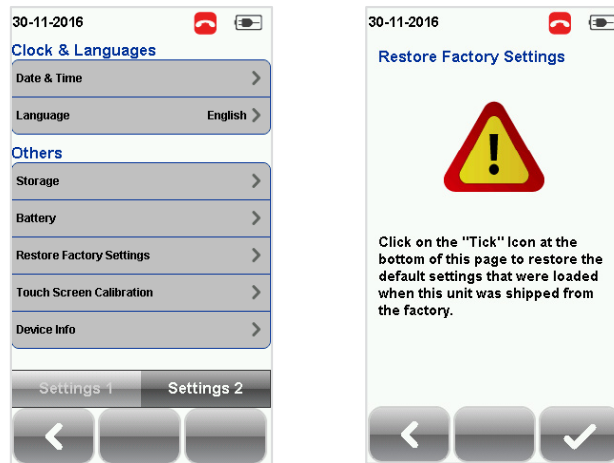 30-11-2016
Clock & Languages
Date & Time
Language English
Others
Storage
Battery
Restore Factory Settings
Touch Screen Calibration
Device Info
Settings 1 Settings 2
30-11-2016
Restore Factory Settings
!
Click on the "Tick" Icon at the
bottom of this page to restore the
default settings that were loaded
when this unit was shipped from
the factory.